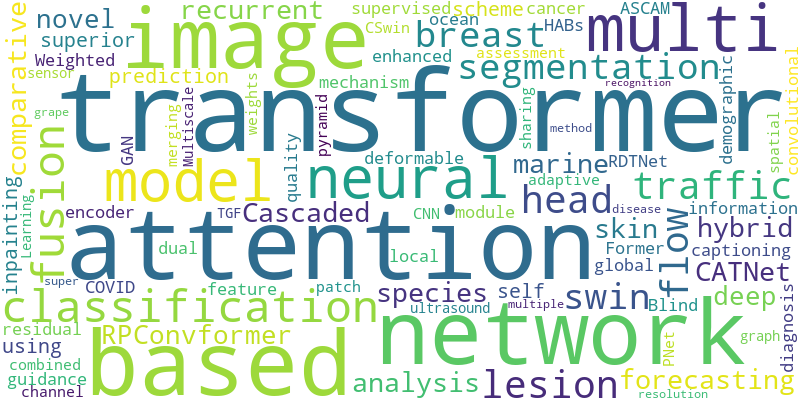 novel
recurrent
supervised
scheme
cancer
ASCAM
CSwin
ocean
HABs
image
breast
multi
superior
Weighted
enhanced
assessment
comparative
sensor
prediction
mechanism
segmentation
recognition
grape
transformer
merging
Multiscale
GAN
weights
pyramid
sharing
method
demographic
spatial
convolutional
fusion
model
quality
deformable
neural
marine
RDTNet
adaptive
traffic
inpainting
Learning
encoder
TGF
Cascaded
CNN
module
head
disease
information
attention
dual
local
skin
flow
Former
hybrid
captioning
global
CATNet
super
COVID
feature
patch
species
self
swin
Blind
deep
classification
ultrasound
multiple
diagnosis
residual
RPConvformer
based
network
PNet
graph
using
combined
guidance
channel
analysis
lesion
forecasting
resolution